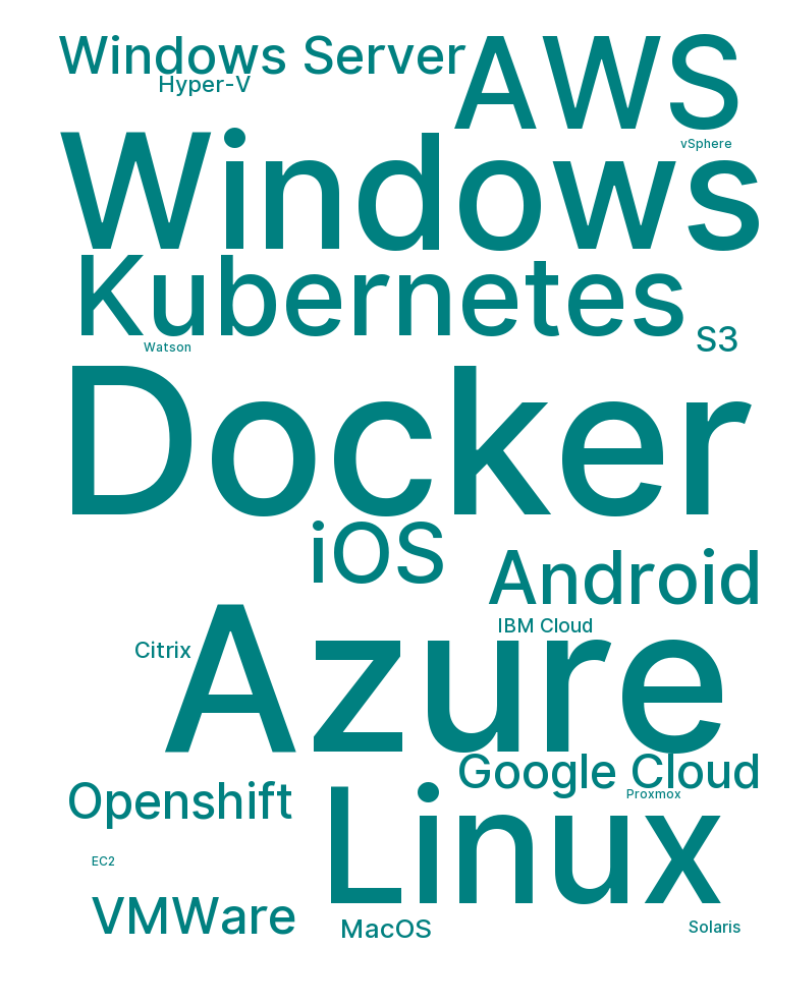 Windows Server
AWS
Hyper-V
vSphere
Windows
Kubernetes
S3
Watson
Docker
iOS
Android
IBM Cloud
Citrix
Azure
Google Cloud
Openshift
Proxmox
Linux
EC2
VMWare
MacOS
Solaris